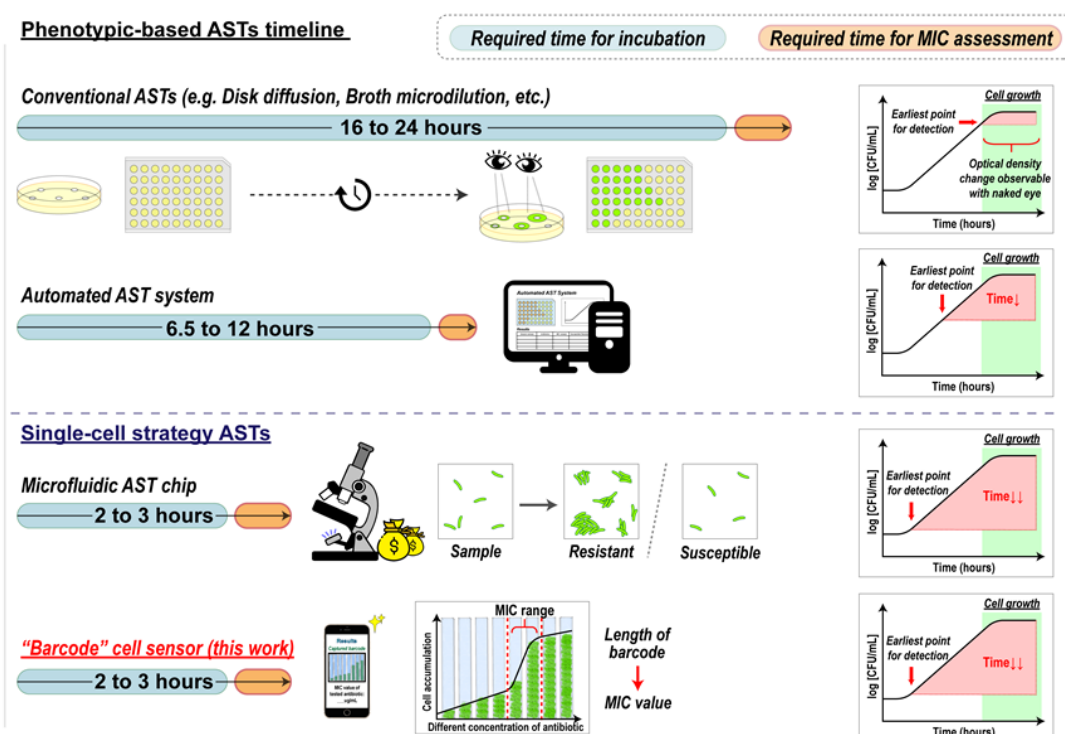 Phenotypic-based ASTs timeline
Required time for incubation
Required time for MIC assessment
Conventional ASTs (e.g. Disk diffusion, Broth microdilution, etc.)
16 to 24 hours
Cell growth
Earliest point
for detection
Optical density
change observable
with naked eye
log [CFU/mL]
Time (hours)
Automated AST system
6.5 to 12 hours
Automated AST System
Results
Cell growth
Earliest point
for detection
Time↓
log [CFU/mL]
Time (hours)
Single-cell strategy ASTs
Microfluidic AST chip
2 to 3 hours
$
$
Sample
Resistant
Susceptible
Cell growth
Earliest point
for detection
Time↓↓
log [CFU/mL]
Time (hours)
"Barcode" cell sensor (this work)
2 to 3 hours
Results
Captured barcode
MIC value of
tested antibiotic:
__ug/mL
MIC range
Cell accumulation
Different concentration of antibiotic
Length of
barcode
MIC value
Cell growth
Earliest point
for detection
Time↓↓
log [CFU/mL]
Time (hours)